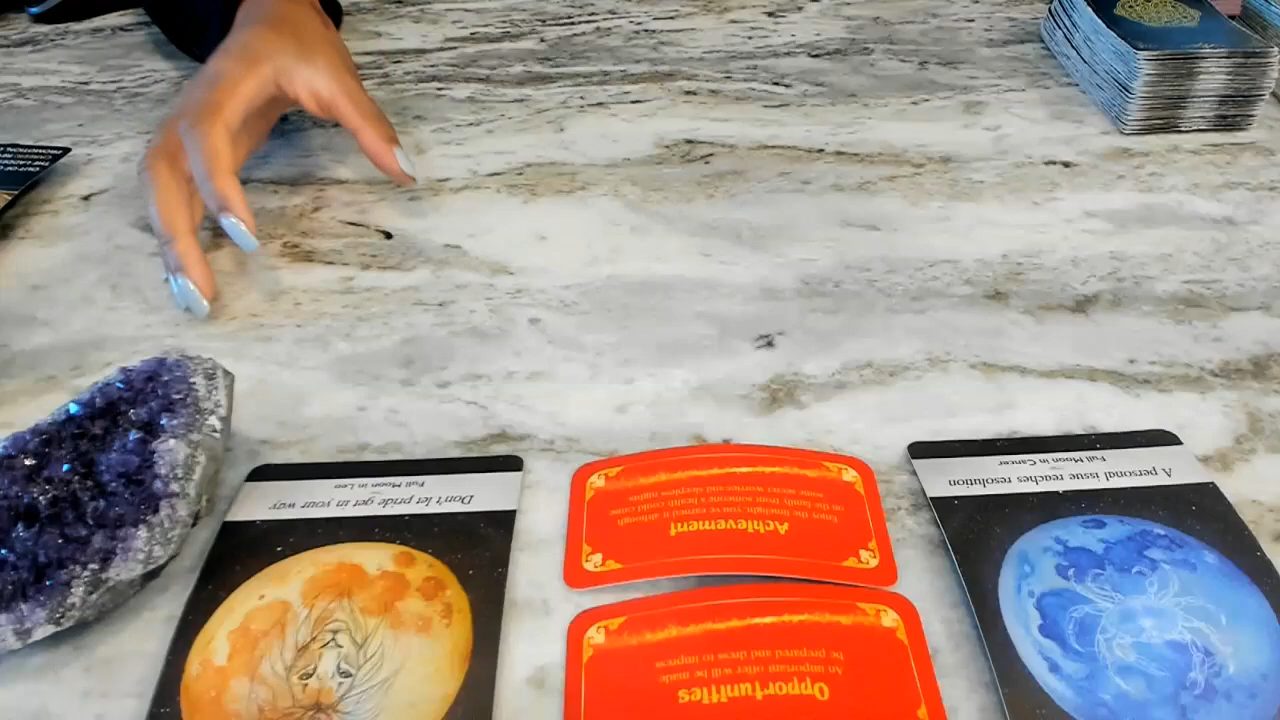 Don't let pride get in your way
Full Moon in Leo
Achievement
Enjoy the limelight, you've earned it although
some secret worries and sleepless nights
on the family front someone's health could cause
Opportunities
An important offer will be made
be prepared and dress to impress
A personal issue reaches resolution
Full Moon in Cancer